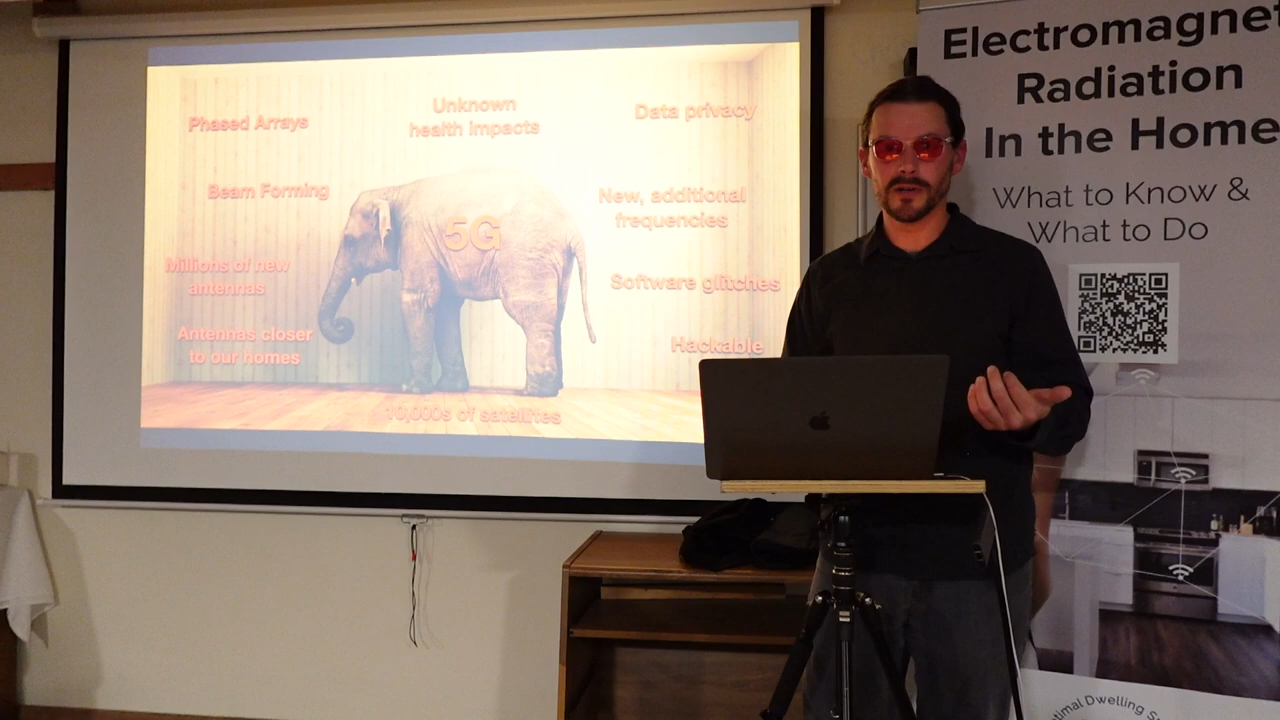 Phased Arrays
Unknown
health impacts
Data privacy
Beam Forming
New, additional
frequencies
5G
Millions of new
antennas
Software glitches
Antennas closer
to our homes
Hackable
10,000s of satellites
Electromagnet
Radiation
In the Home
What to Know &
What to Do
timal Dwelling S